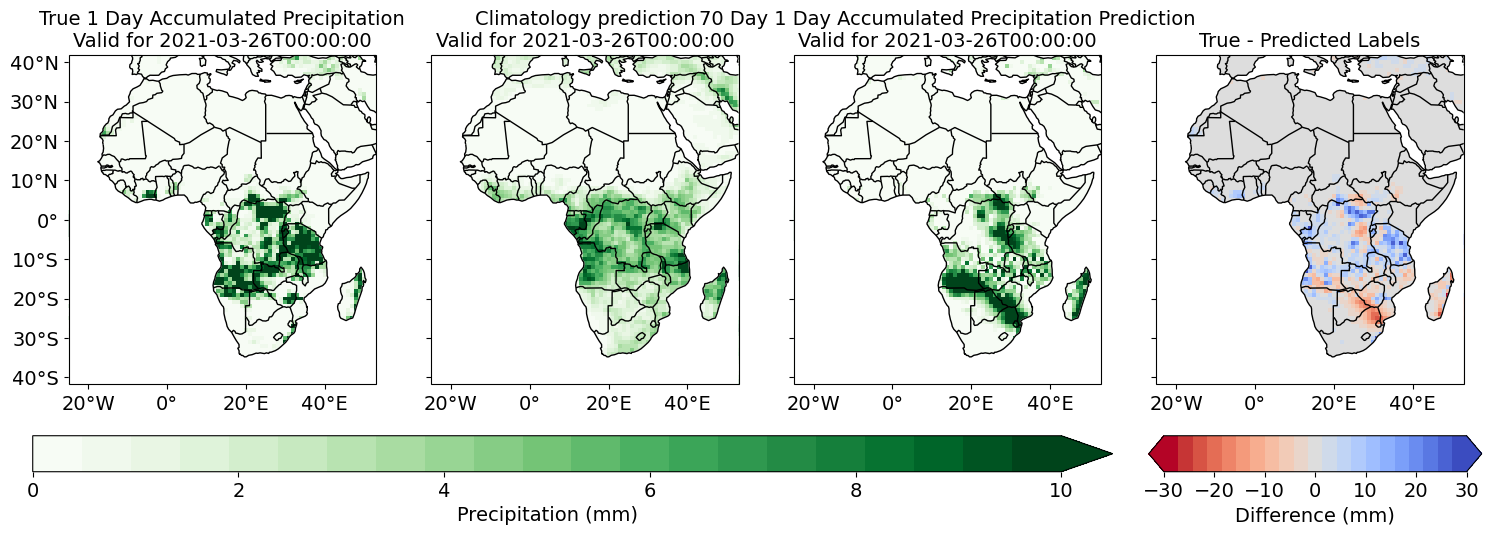 True 1 Day Accumulated Precipitation
Valid for 2021-03-26T00:00:00
Climatology prediction
Valid for 2021-03-26T00:00:00
70 Day 1 Day Accumulated Precipitation Prediction
Valid for 2021-03-26T00:00:00
True - Predicted Labels
40°N
30°N
20°N
10°N
0°
10°S
20°S
30°S
40°S
20°W 0° 20°E 40°E
20°W 0° 20°E 40°E
20°W 0° 20°E 40°E
20°W 0° 20°E 40°E
0 2 4 6 8 10
Precipitation (mm)
−30 −20 −10 0 10 20 30
Difference (mm)